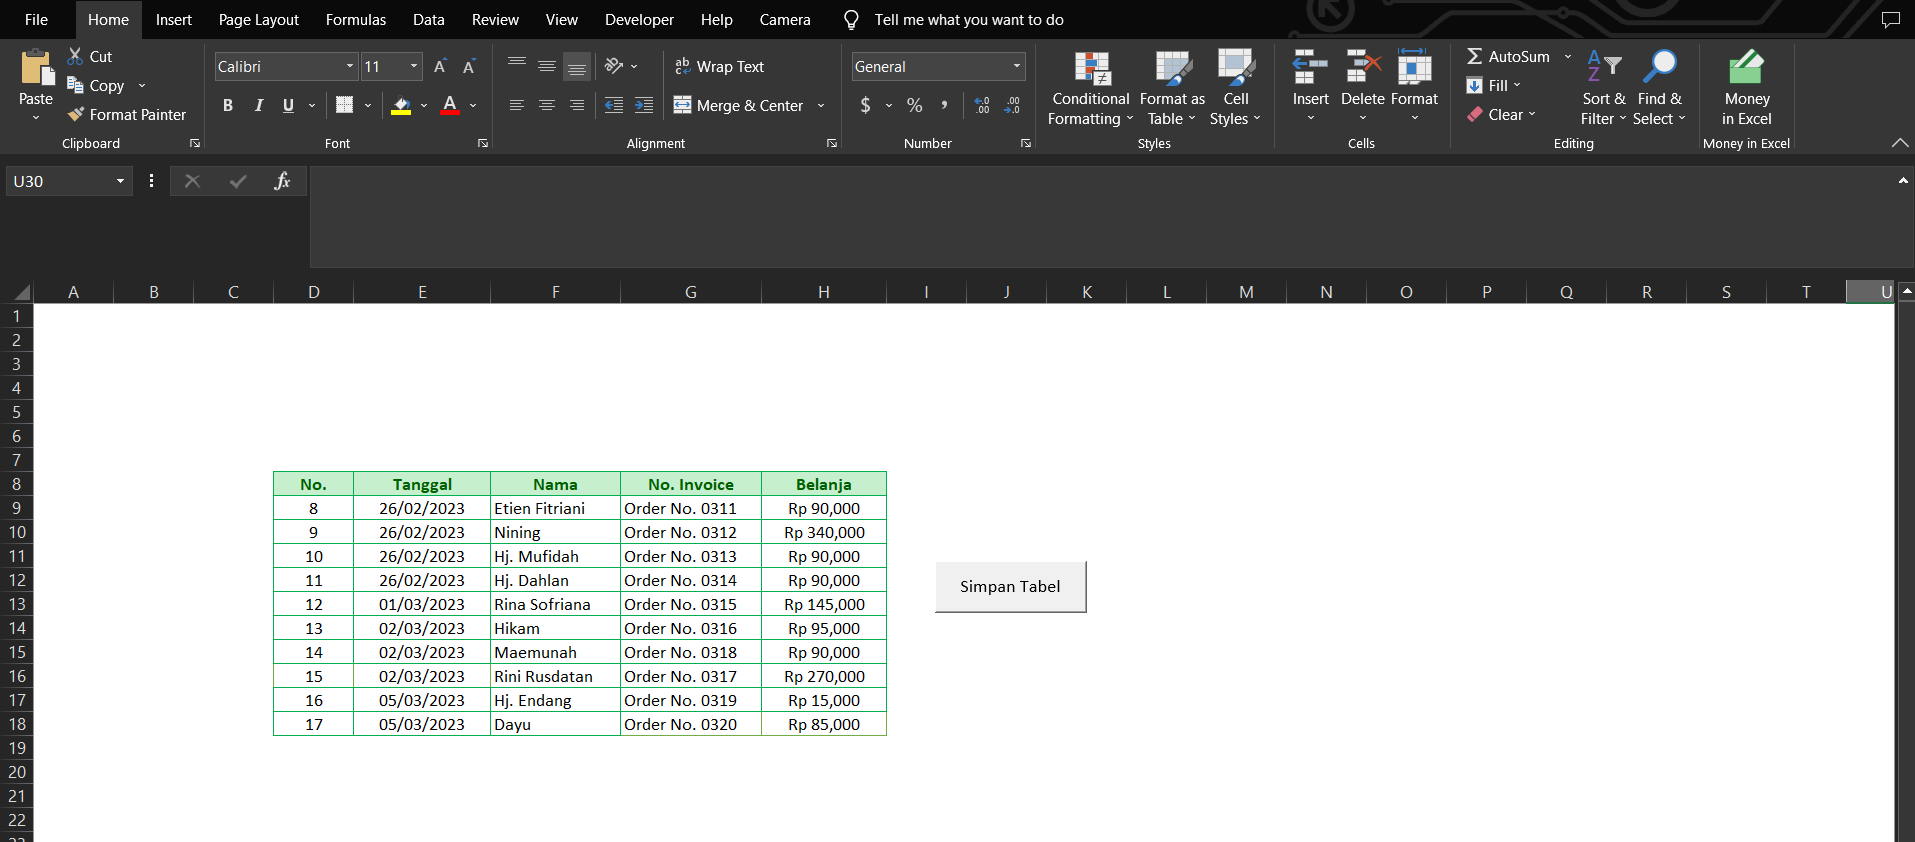 File Home Insert Page Layout Formulas Data Review View Developer Help Camera Tell me what you want to do
Paste
Cut
Copy
Format Painter
Clipboard
Calibri 11 A A
B I U A
Font
ab c Wrap Text
Merge & Center
Alignment
General
$ % , .0 .00 .00 .0
Number
Conditional Formatting
Format as Table
Cell Styles
Styles
Insert Delete Format
Cells
Σ AutoSum
Fill
Clear
Sort & Filter
Find & Select
Editing
Money in Excel
Money in Excel
U30 fx
A B C D E F G H I J K L M N O P Q R S T U
1
2
3
4
5
6
7
8 No. Tanggal Nama No. Invoice Belanja
9 8 26/02/2023 Etien Fitriani Order No. 0311 Rp 90,000
10 9 26/02/2023 Nining Order No. 0312 Rp 340,000
11 10 26/02/2023 Hj. Mufidah Order No. 0313 Rp 90,000
12 11 26/02/2023 Hj. Dahlan Order No. 0314 Rp 90,000
13 12 01/03/2023 Rina Sofriana Order No. 0315 Rp 145,000
14 13 02/03/2023 Hikam Order No. 0316 Rp 95,000
15 14 02/03/2023 Maemunah Order No. 0318 Rp 90,000
16 15 02/03/2023 Rini Rusdatan Order No. 0317 Rp 270,000
17 16 05/03/2023 Hj. Endang Order No. 0319 Rp 15,000
18 17 05/03/2023 Dayu Order No. 0320 Rp 85,000
Simpan Tabel
19
20
21
22